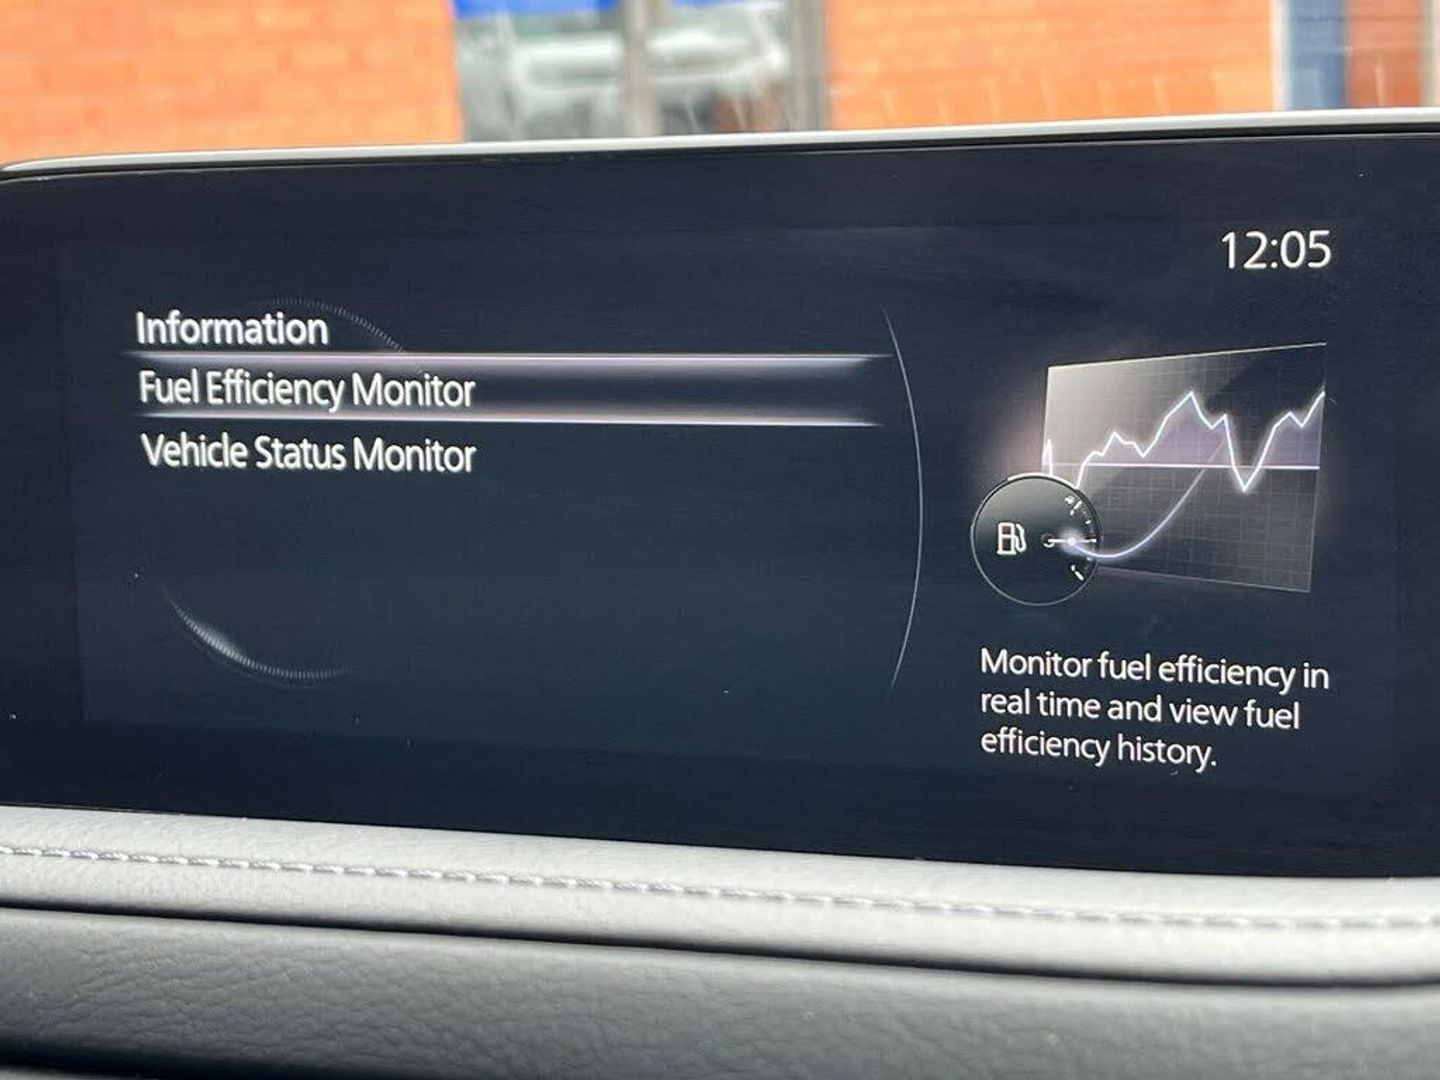 12:05
Information
Fuel Efficiency Monitor
Vehicle Status Monitor
Monitor fuel efficiency in
real time and view fuel
efficiency history.